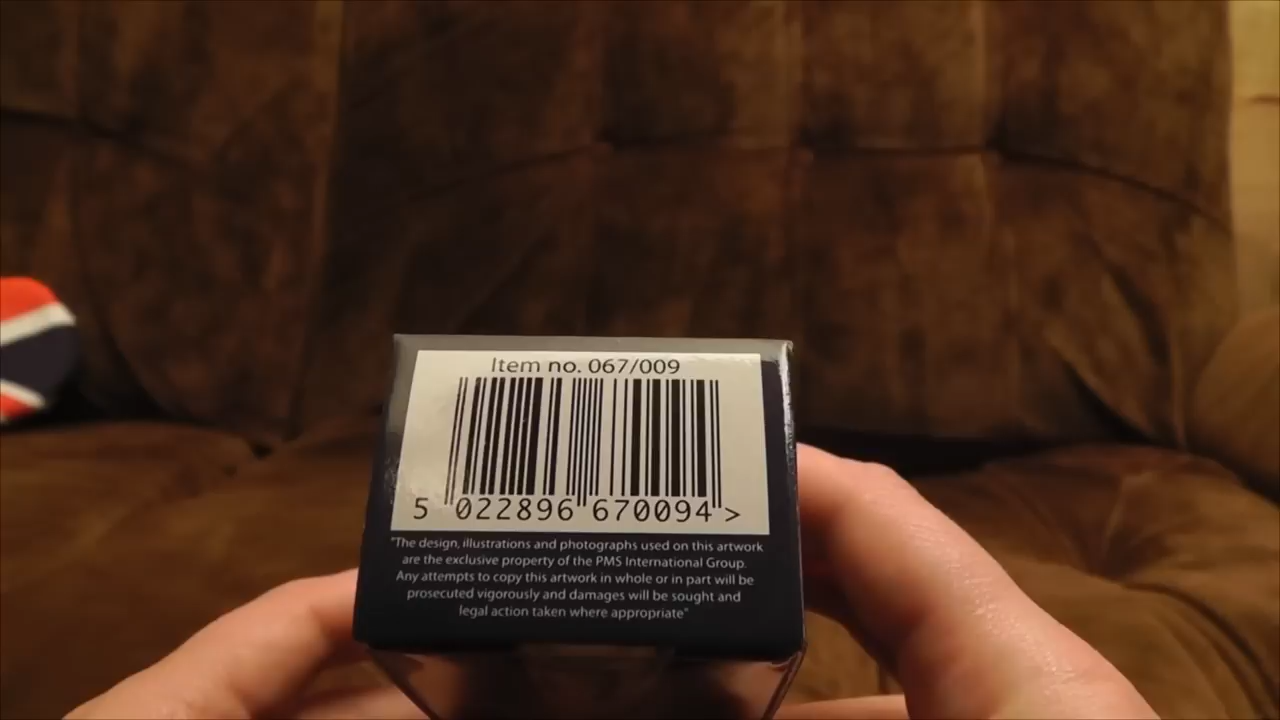 Item no. 067/009
5 022896 670094 >
"The design, illustrations and photographs used on this artwork
are the exclusive property of the PMS International Group.
Any attempts to copy this artwork in whole or in part will be
prosecuted vigorously and damages will be sought and
legal action taken where appropriate"